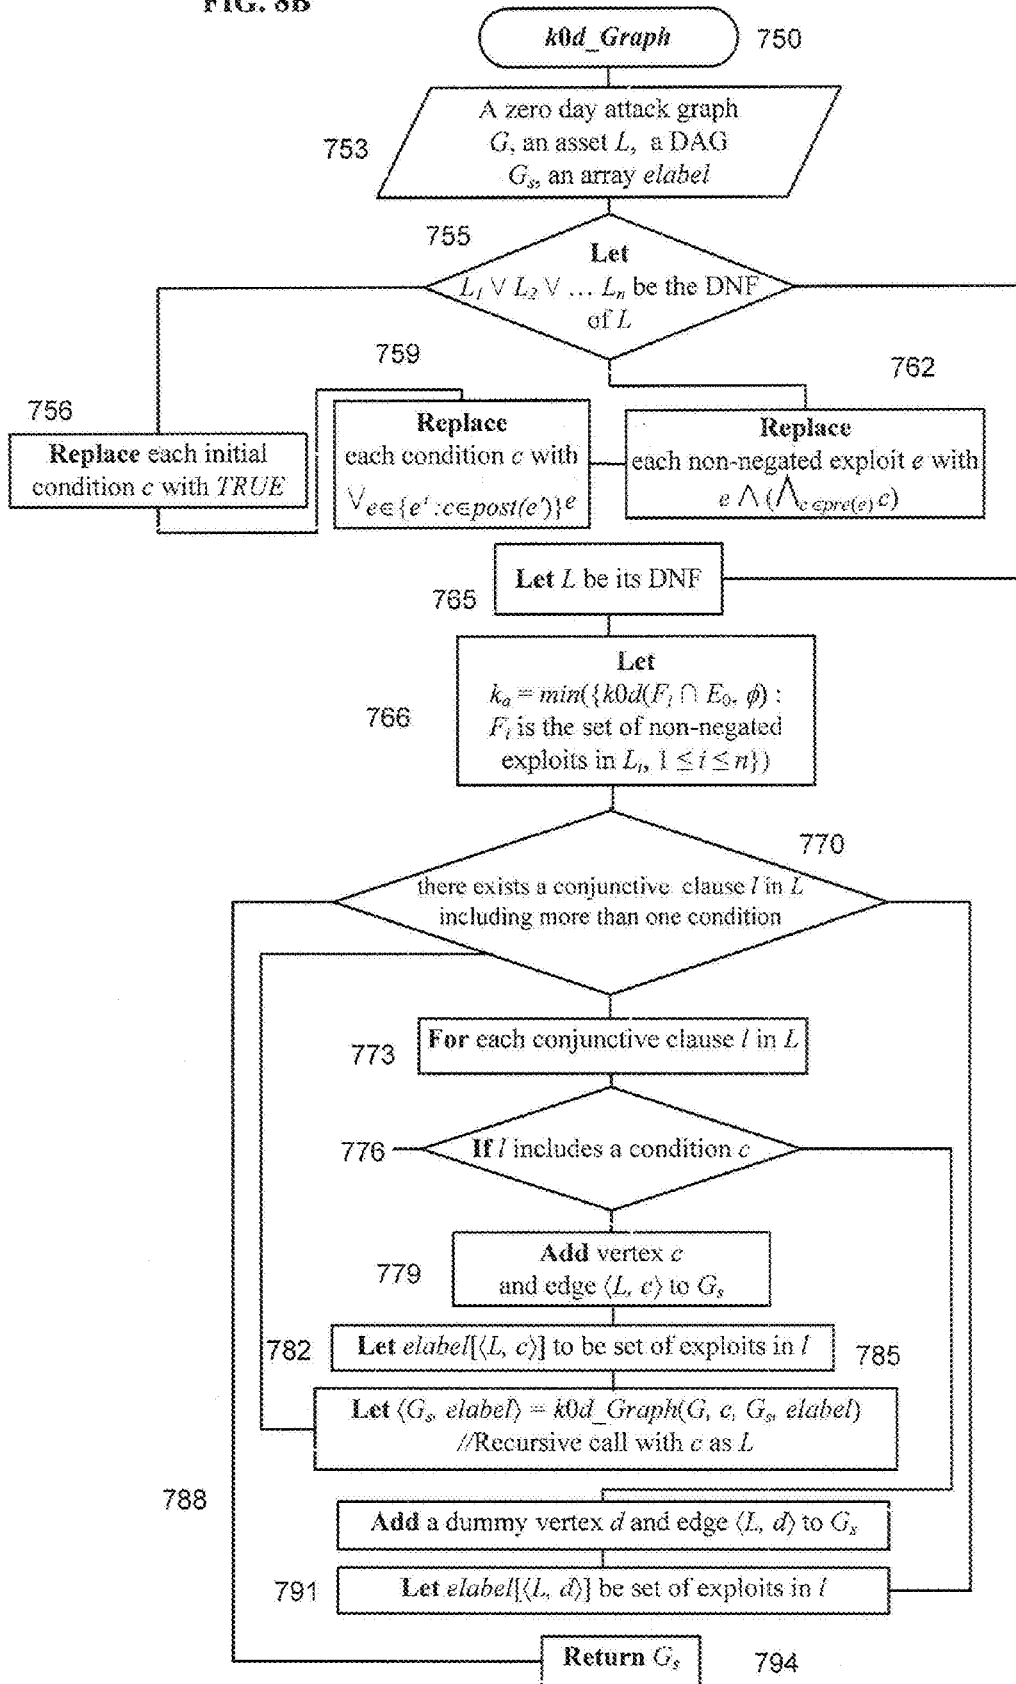 FIG. 8B
k0d_Graph
750
A zero day attack graph
G, an asset L, a DAG
753
Gs, an array elabel
755
Let
L1 ∨ L2 ∨ … Ln be the DNF
of L
759
762
756
Replace each initial
condition c with TRUE
Replace
each condition c with
∨e∈{e' :c∈post(e')}e
Replace
each non-negated exploit e with
e ∧ (∧c∈pre(e) c)
Let L be its DNF
765
Let
ka = min({k0d(Fi ∩ E0, ϕ) :
766
Fi is the set of non-negated
exploits in Li, 1 ≤ i ≤ n})
770
there exists a conjunctive clause l in L
including more than one condition
For each conjunctive clause l in L
773
776
If l includes a condition c
Add vertex c
779
and edge ⟨L, c⟩ to Gs
782
Let elabel[⟨L, c⟩] to be set of exploits in l
785
Let ⟨Gs, elabel⟩ = k0d_Graph(G, c, Gs, elabel)
//Recursive call with c as L
788
Add a dummy vertex d and edge ⟨L, d⟩ to Gs
791
Let elabel[⟨L, d⟩] be set of exploits in l
Return Gs
794